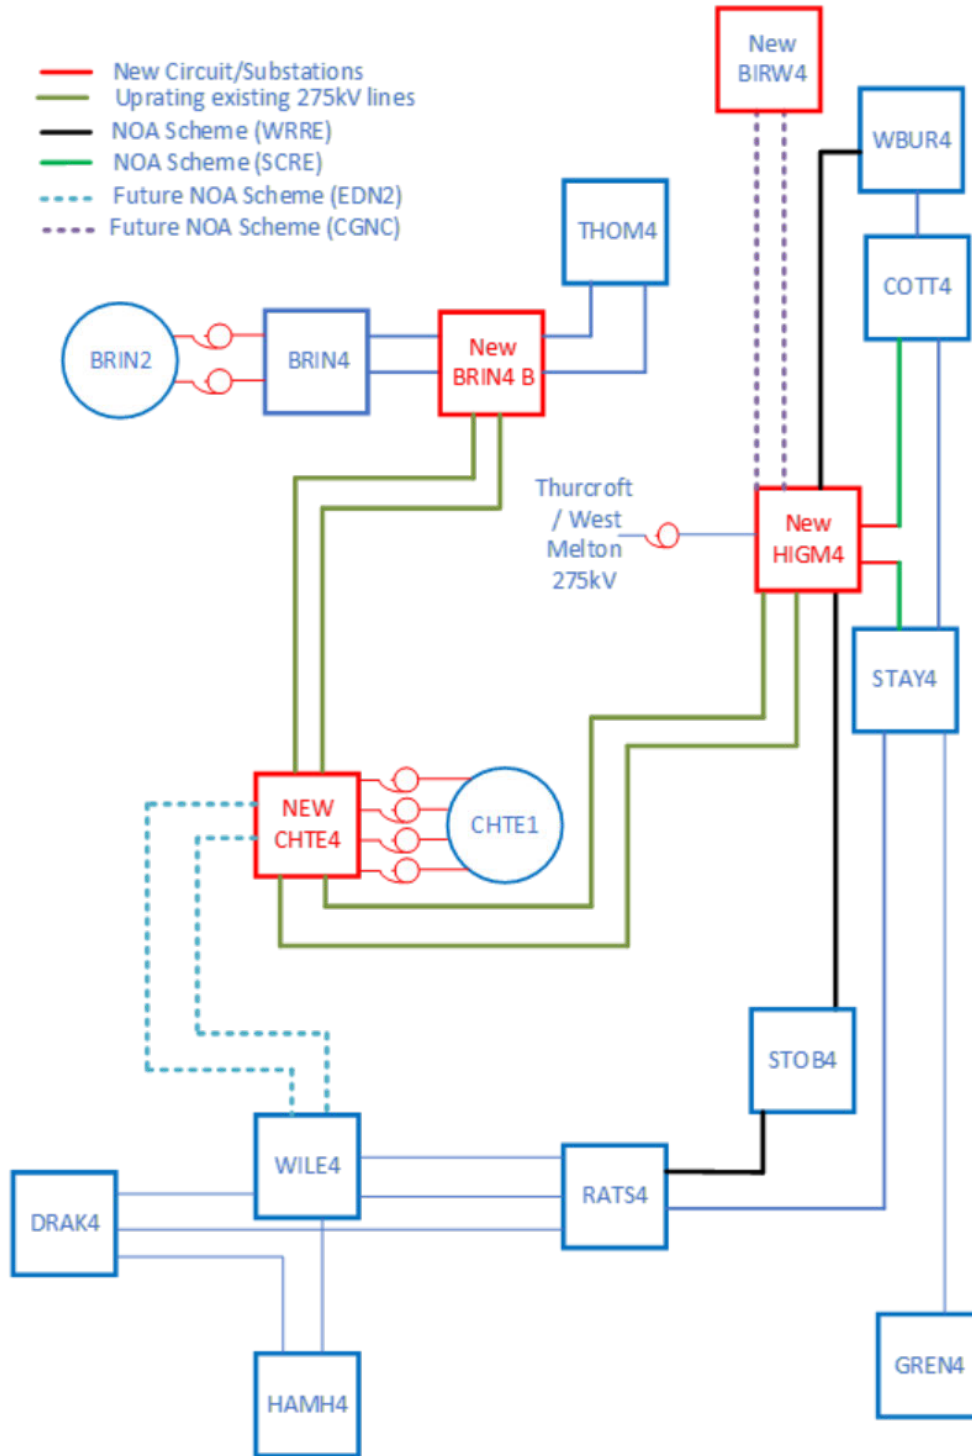 New
BIRW4
New Circuit/Substations
Uprating existing 275kV lines
NOA Scheme (WRRE)
NOA Scheme (SCRE)
Future NOA Scheme (EDN2)
Future NOA Scheme (CGNC)
WBUR4
THOM4
COTT4
BRIN2
BRIN4
New
BRIN4 B
Thurcroft
/ West
Melton
275kV
New
HIGM4
STAY4
NEW
CHTE4
CHTE1
STOB4
WILE4
RATS4
DRAK4
HAMH4
GREN4